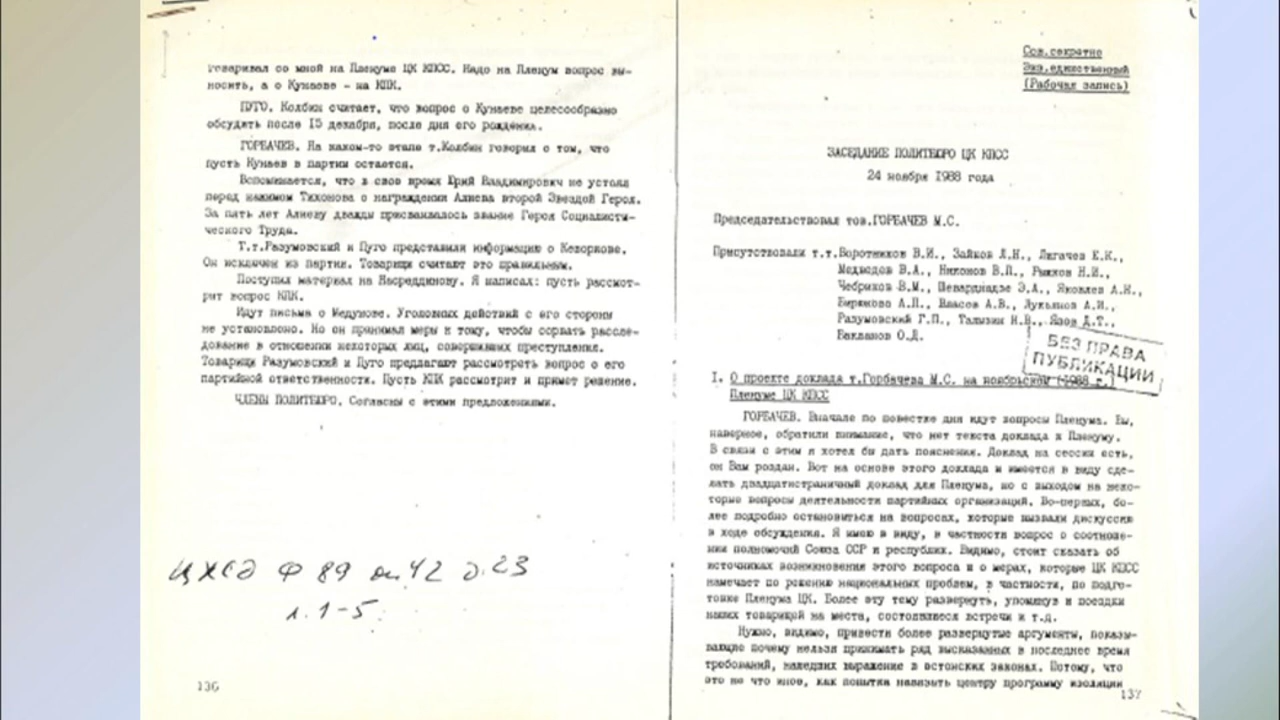 говаривал со мной на Пленуме ЦК КПСС. Надо на Пленум вопрос вы-
носить, а о Кунаеве - на КПК.
ПУГО. Колбин считает, что вопрос о Кунаеве целесообразно
обсудить после 15 декабря, после дня его рождения.
ГОРБАЧЕВ. На каком-то этапе т.Колбин говорил о том, что
пусть Кунаев в партии остается.
Вспоминается, что в свое время Юрий Владимирович не устоял
перед нажимом Тихонова о награждении Алиева второй Звездой Героя.
За пять лет Алиеву дважды присваивалось звание Героя Социалисти-
ческого Труда.
Т.т.Разумовский и Пуго представили информацию о Кеворкове.
Он исключен из партии. Товарищи считают это правильным.
Поступил материал на Насреддинову. Я написал: пусть рассмот-
рит вопрос КПК.
Идут письма о Медунове. Уголовных действий с его стороны
не установлено. Но он принимал меры к тому, чтобы сорвать рассле-
дование в отношении некоторых лиц, совершивших преступления.
Товарищи Разумовский и Пуго предлагают рассмотреть вопрос о его
партийной ответственности. Пусть КПК рассмотрит и примет решение.
ЧЛЕНЫ ПОЛИТБЮРО. Согласны с этими предложениями.
ЦХСД Ф 89 оп.42 д.23
л.1-5.
136
Сов.секретно
Экз.единственный
(Рабочая запись)
ЗАСЕДАНИЕ ПОЛИТБЮРО ЦК КПСС
24 ноября 1988 года
Председательствовал тов.ГОРБАЧЕВ М.С.
Присутствовали т.т.Воротников В.И., Зайков Л.Н., Лигачев Е.К.,
Медведев В.А., Никонов В.П., Рыжков Н.И.,
Чебриков В.М., Шеварднадзе Э.А., Яковлев А.Н.,
Бирюкова А.П., Власов А.В., Лукьянов А.И.,
Разумовский Г.П., Талызин Н.В., Язов Д.Т.,
Бакланов О.Д.
БЕЗ ПРАВА
ПУБЛИКАЦИИ
I. О проекте доклада т.Горбачева М.С. на ноябрьском (1988 г.)
Пленуме ЦК КПСС
ГОРБАЧЕВ. Вначале по повестке дня идут вопросы Пленума. Вы,
наверное, обратили внимание, что нет текста доклада к Пленуму.
В связи с этим я хотел бы дать пояснения. Доклад на сессии есть,
он Вам роздан. Вот на основе этого доклада и имеется в виду сде-
лать двадцатистраничный доклад для Пленума, но с выходом на неко-
торые вопросы деятельности партийных организаций. Во-первых, бо-
лее подробно остановиться на вопросах, которые вызвали дискуссию
в ходе обсуждения. Я имею в виду, в частности вопрос о соотноше-
нии полномочий Союза ССР и республик. Видимо, стоит сказать об
источниках возникновения этого вопроса и о мерах, которые ЦК КПСС
намечает по решению национальных проблем, в частности, по подго-
товке Пленума ЦК. Более эту тему развернуть, упомянув и поездки
наших товарищей на места, состоявшиеся встречи и т.д.
Нужно, видимо, привести более развернутые аргументы, показы-
вающие почему нельзя принимать ряд высказанных в последнее время
требований, нашедших выражение в эстонских законах. Потому, что
это не что иное, как попытка навязать центру программу изоляции
137